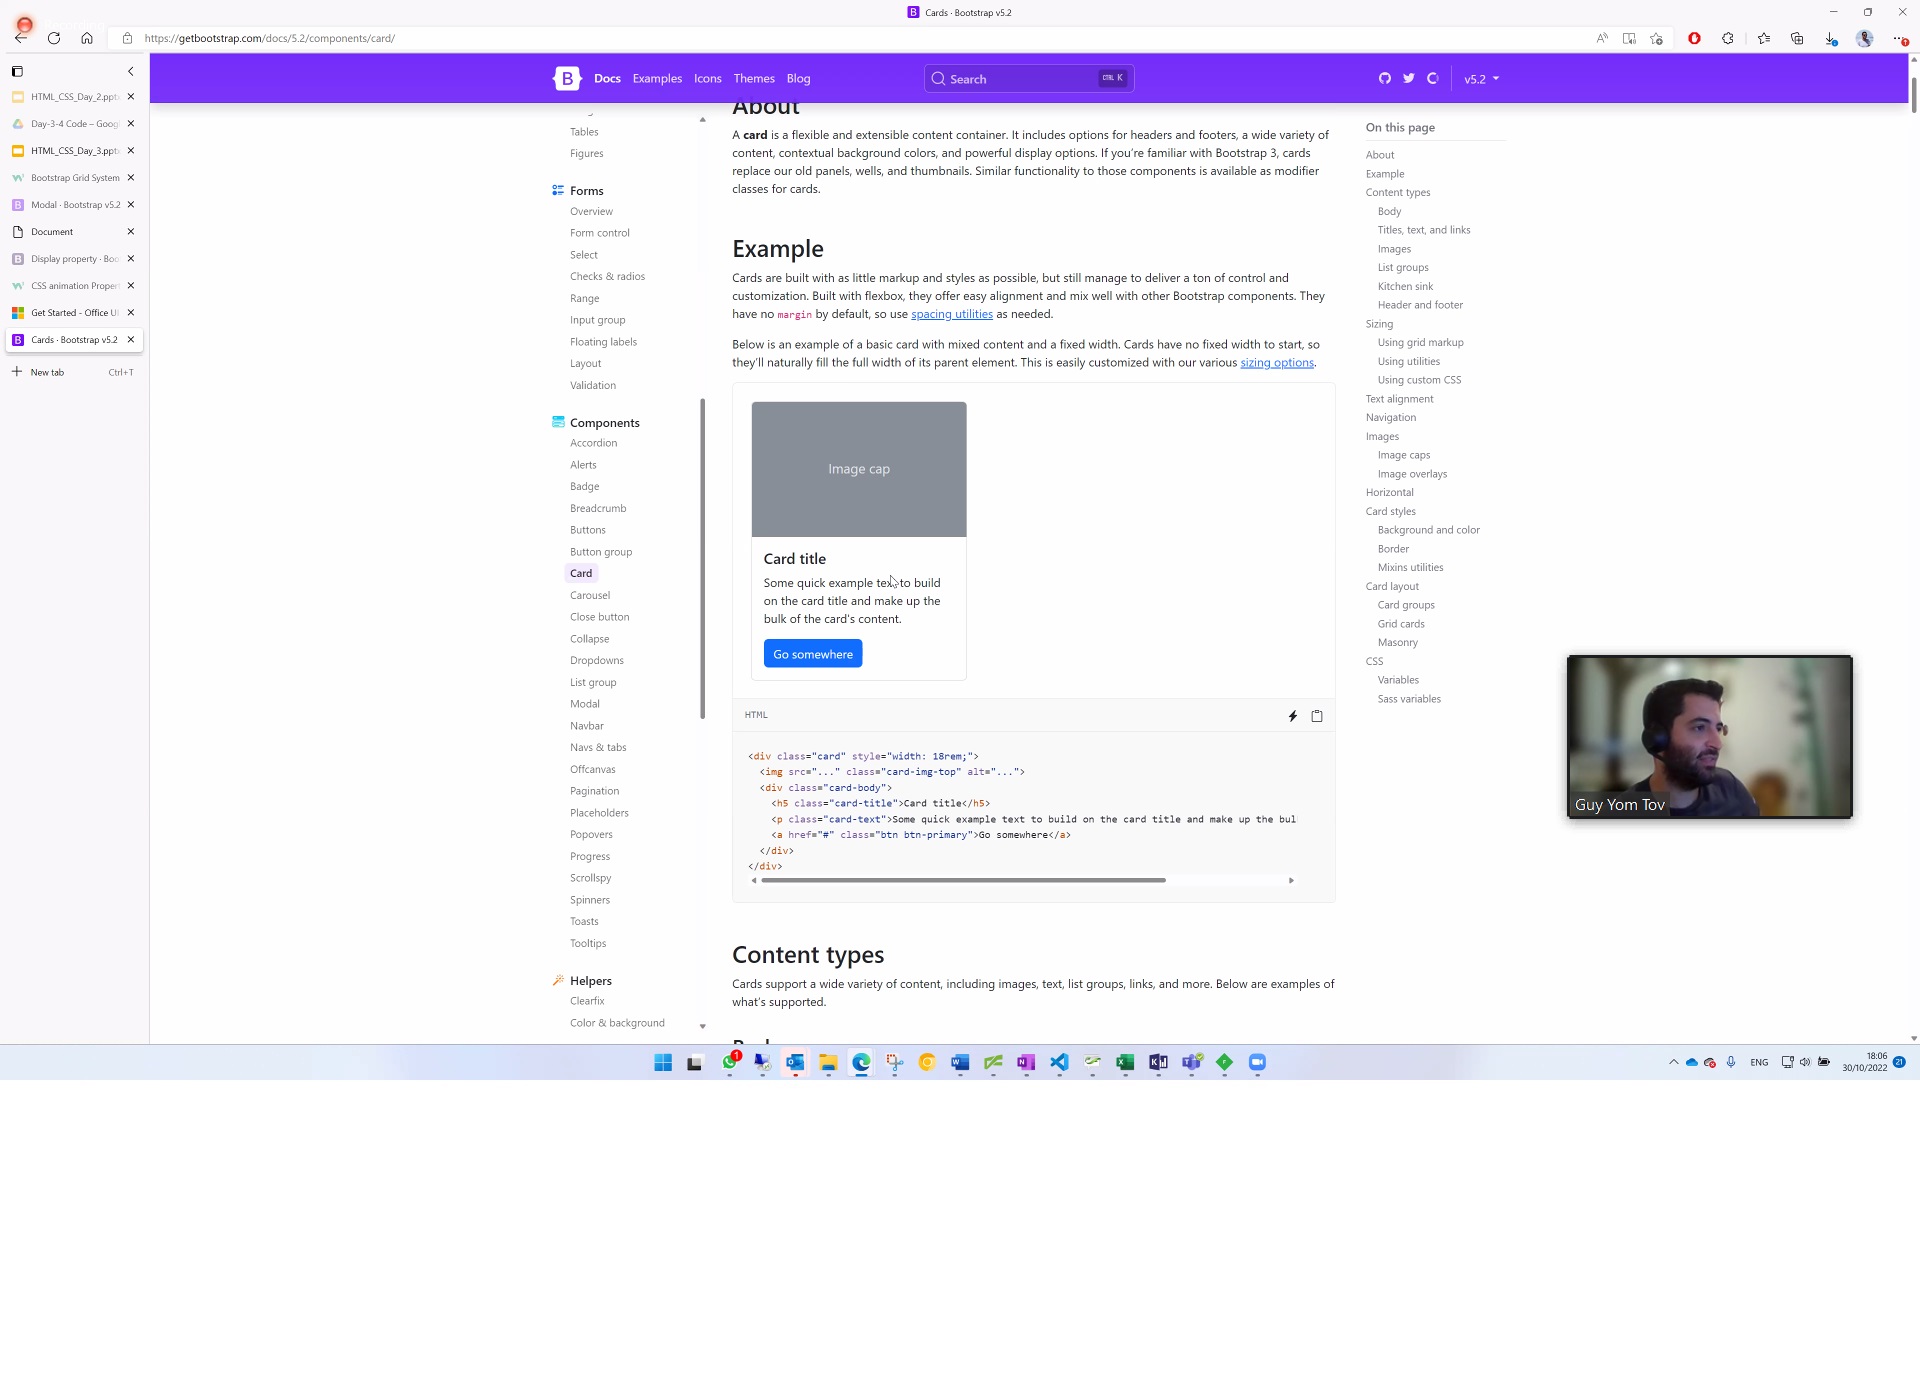 Cards · Bootstrap v5.2
https://getbootstrap.com/docs/5.2/components/card/
HTML_CSS_Day_2.ppt
Day-3-4 Code – Goog
HTML_CSS_Day_3.ppt
Bootstrap Grid System
Modal · Bootstrap v5.2
Document
Display property · Boo
CSS animation Proper
Get Started - Office UI
Cards · Bootstrap v5.2
New tab Ctrl+T
B Docs Examples Icons Themes Blog
Search CTRL K
v5.2
Tables
Figures
Forms
Overview
Form control
Select
Checks & radios
Range
Input group
Floating labels
Layout
Validation
Components
Accordion
Alerts
Badge
Breadcrumb
Buttons
Button group
Card
Carousel
Close button
Collapse
Dropdowns
List group
Modal
Navbar
Navs & tabs
Offcanvas
Pagination
Placeholders
Popovers
Progress
Scrollspy
Spinners
Toasts
Tooltips
Helpers
Clearfix
Color & background
About
A card is a flexible and extensible content container. It includes options for headers and footers, a wide variety of
content, contextual background colors, and powerful display options. If you're familiar with Bootstrap 3, cards
replace our old panels, wells, and thumbnails. Similar functionality to those components is available as modifier
classes for cards.
Example
Cards are built with as little markup and styles as possible, but still manage to deliver a ton of control and
customization. Built with flexbox, they offer easy alignment and mix well with other Bootstrap components. They
have no margin by default, so use spacing utilities as needed.
Below is an example of a basic card with mixed content and a fixed width. Cards have no fixed width to start, so
they'll naturally fill the full width of its parent element. This is easily customized with our various sizing options.
Image cap
Card title
Some quick example text to build
on the card title and make up the
bulk of the card's content.
Go somewhere
HTML
<div class="card" style="width: 18rem;">
<img src="..." class="card-img-top" alt="...">
<div class="card-body">
<h5 class="card-title">Card title</h5>
<p class="card-text">Some quick example text to build on the card title and make up the bul
<a href="#" class="btn btn-primary">Go somewhere</a>
</div>
</div>
Content types
Cards support a wide variety of content, including images, text, list groups, links, and more. Below are examples of
what's supported.
On this page
About
Example
Content types
Body
Titles, text, and links
Images
List groups
Kitchen sink
Header and footer
Sizing
Using grid markup
Using utilities
Using custom CSS
Text alignment
Navigation
Images
Image caps
Image overlays
Horizontal
Card styles
Background and color
Border
Mixins utilities
Card layout
Card groups
Grid cards
Masonry
CSS
Variables
Sass variables
Guy Yom Tov
1
ENG
18:06
30/10/2022
21